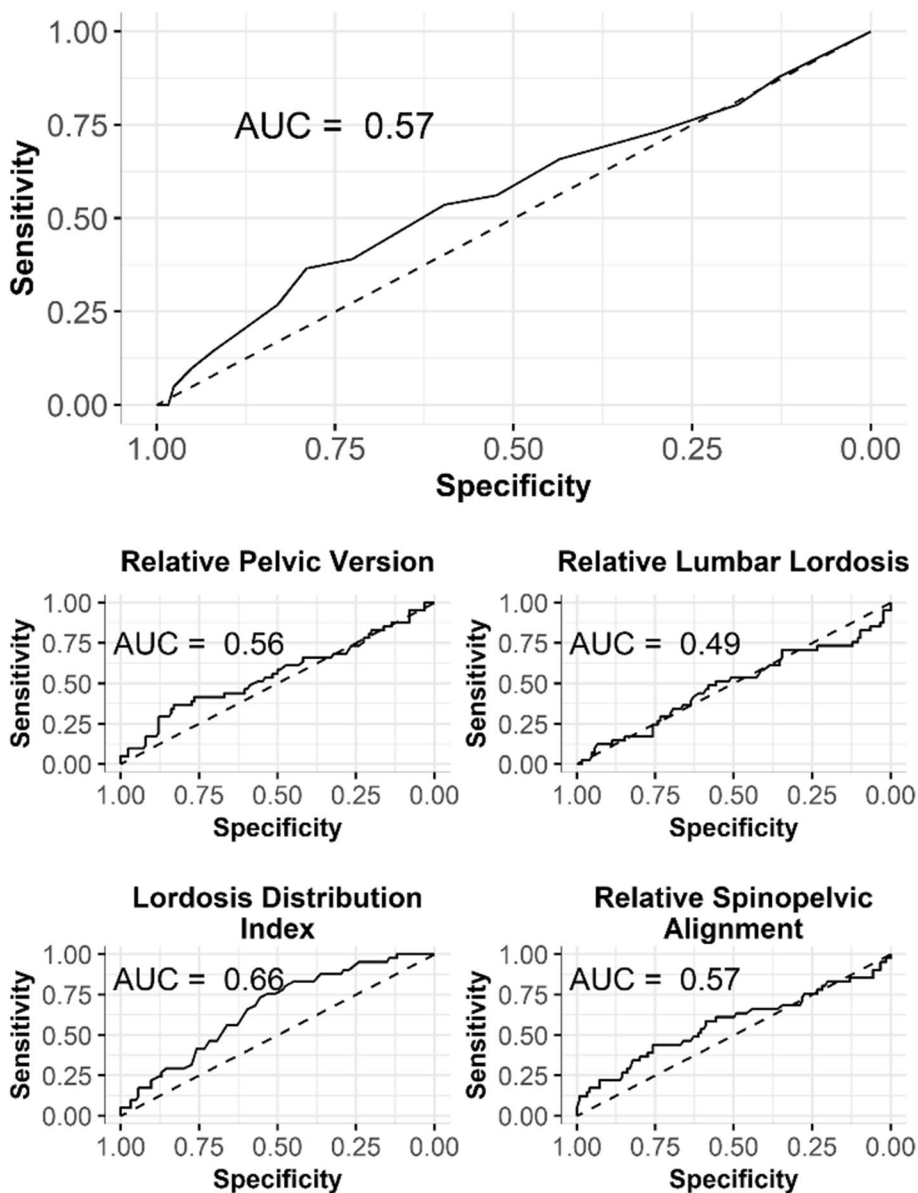 1.00
0.75
0.50
0.25
0.00
Sensitivity
AUC = 0.57
1.00 0.75 0.50 0.25 0.00
Specificity
Relative Pelvic Version
1.00
0.75
0.50
0.25
0.00
Sensitivity
AUC = 0.56
1.00 0.75 0.50 0.25 0.00
Specificity
Relative Lumbar Lordosis
1.00
0.75
0.50
0.25
0.00
Sensitivity
AUC = 0.49
1.00 0.75 0.50 0.25 0.00
Specificity
Lordosis Distribution
Index
1.00
0.75
0.50
0.25
0.00
Sensitivity
AUC = 0.66
1.00 0.75 0.50 0.25 0.00
Specificity
Relative Spinopelvic
Alignment
1.00
0.75
0.50
0.25
0.00
Sensitivity
AUC = 0.57
1.00 0.75 0.50 0.25 0.00
Specificity